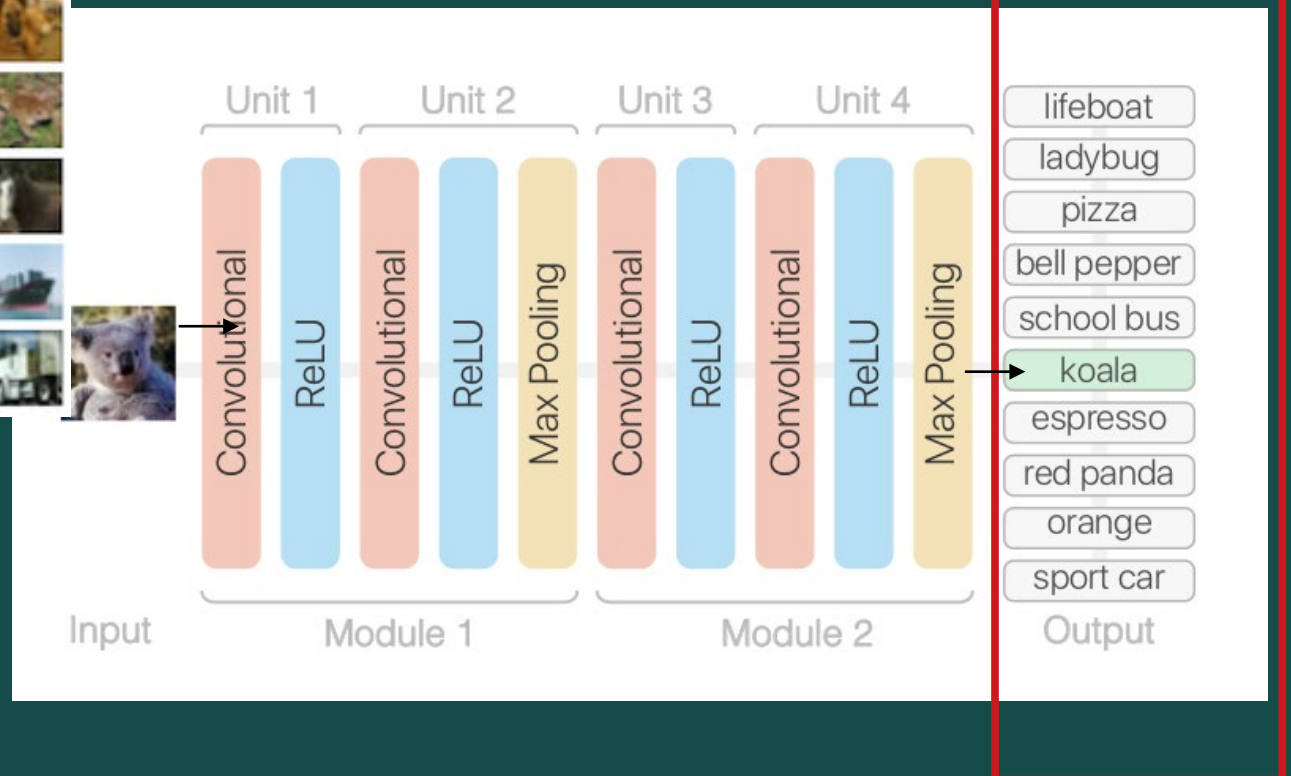 Unit 1
Unit 2
Unit 3
Unit 4
Convolutional
ReLU
Convolutional
ReLU
Max Pooling
Convolutional
ReLU
Convolutional
ReLU
Max Pooling
lifeboat
ladybug
pizza
bell pepper
school bus
koala
espresso
red panda
orange
sport car
Input
Module 1
Module 2
Output